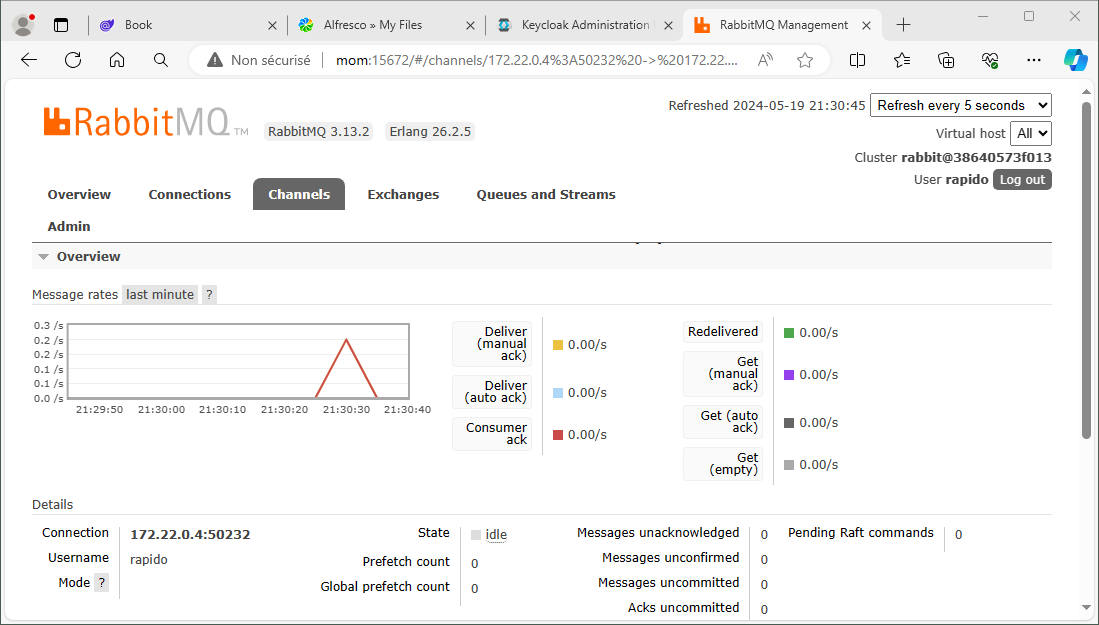 Book
Alfresco » My Files
Keycloak Administration
RabbitMQ Management
Non sécurisé
mom:15672/#/channels/172.22.0.4%3A50232%20->%20172.22....
RabbitMQ TM
RabbitMQ 3.13.2
Erlang 26.2.5
Refreshed 2024-05-19 21:30:45
Refresh every 5 seconds
Virtual host
All
Cluster rabbit@38640573f013
User rapido
Log out
Overview
Connections
Channels
Exchanges
Queues and Streams
Admin
Overview
Message rates last minute ?
0.3 /s
0.2 /s
0.2 /s
0.1 /s
0.1 /s
0.0 /s
21:29:50 21:30:00 21:30:10 21:30:20 21:30:30 21:30:40
Deliver
(manual
ack)
0.00/s
Deliver
(auto ack)
0.00/s
Consumer
ack
0.00/s
Redelivered
0.00/s
Get
(manual
ack)
0.00/s
Get (auto
ack)
0.00/s
Get
(empty)
0.00/s
Details
Connection 172.22.0.4:50232
Username rapido
Mode ?
State idle
Prefetch count 0
Global prefetch count 0
Messages unacknowledged 0
Messages unconfirmed 0
Messages uncommitted 0
Acks uncommitted 0
Pending Raft commands 0